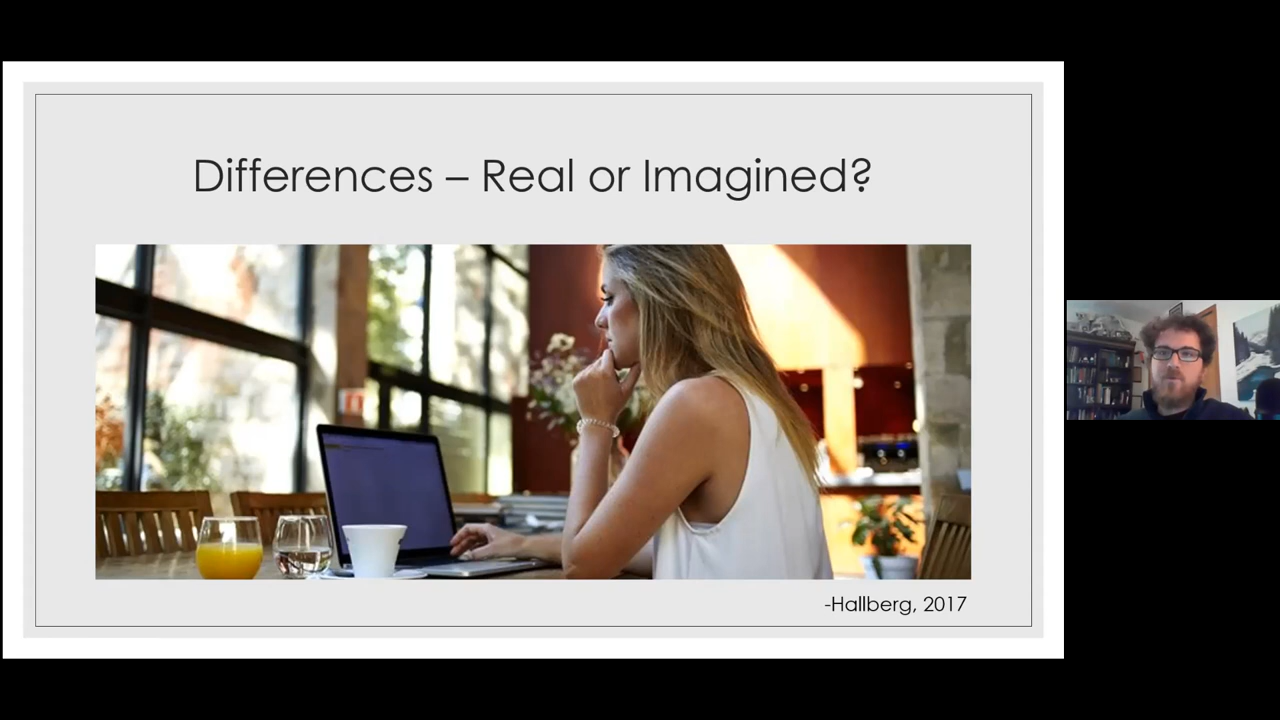 Differences – Real or Imagined?
-Hallberg, 2017